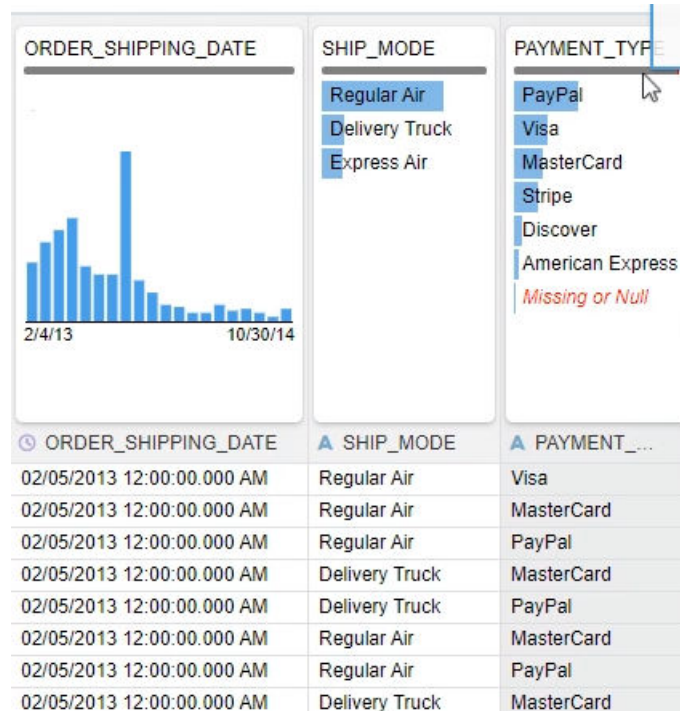 ORDER_SHIPPING_DATE
2/4/13 10/30/14
SHIP_MODE
Regular Air
Delivery Truck
Express Air
PAYMENT_TYPE
PayPal
Visa
MasterCard
Stripe
Discover
American Express
Missing or Null
ORDER_SHIPPING_DATE A SHIP_MODE A PAYMENT_...
02/05/2013 12:00:00.000 AM Regular Air Visa
02/05/2013 12:00:00.000 AM Regular Air MasterCard
02/05/2013 12:00:00.000 AM Regular Air PayPal
02/05/2013 12:00:00.000 AM Delivery Truck MasterCard
02/05/2013 12:00:00.000 AM Delivery Truck PayPal
02/05/2013 12:00:00.000 AM Regular Air MasterCard
02/05/2013 12:00:00.000 AM Regular Air PayPal
02/05/2013 12:00:00.000 AM Delivery Truck MasterCard